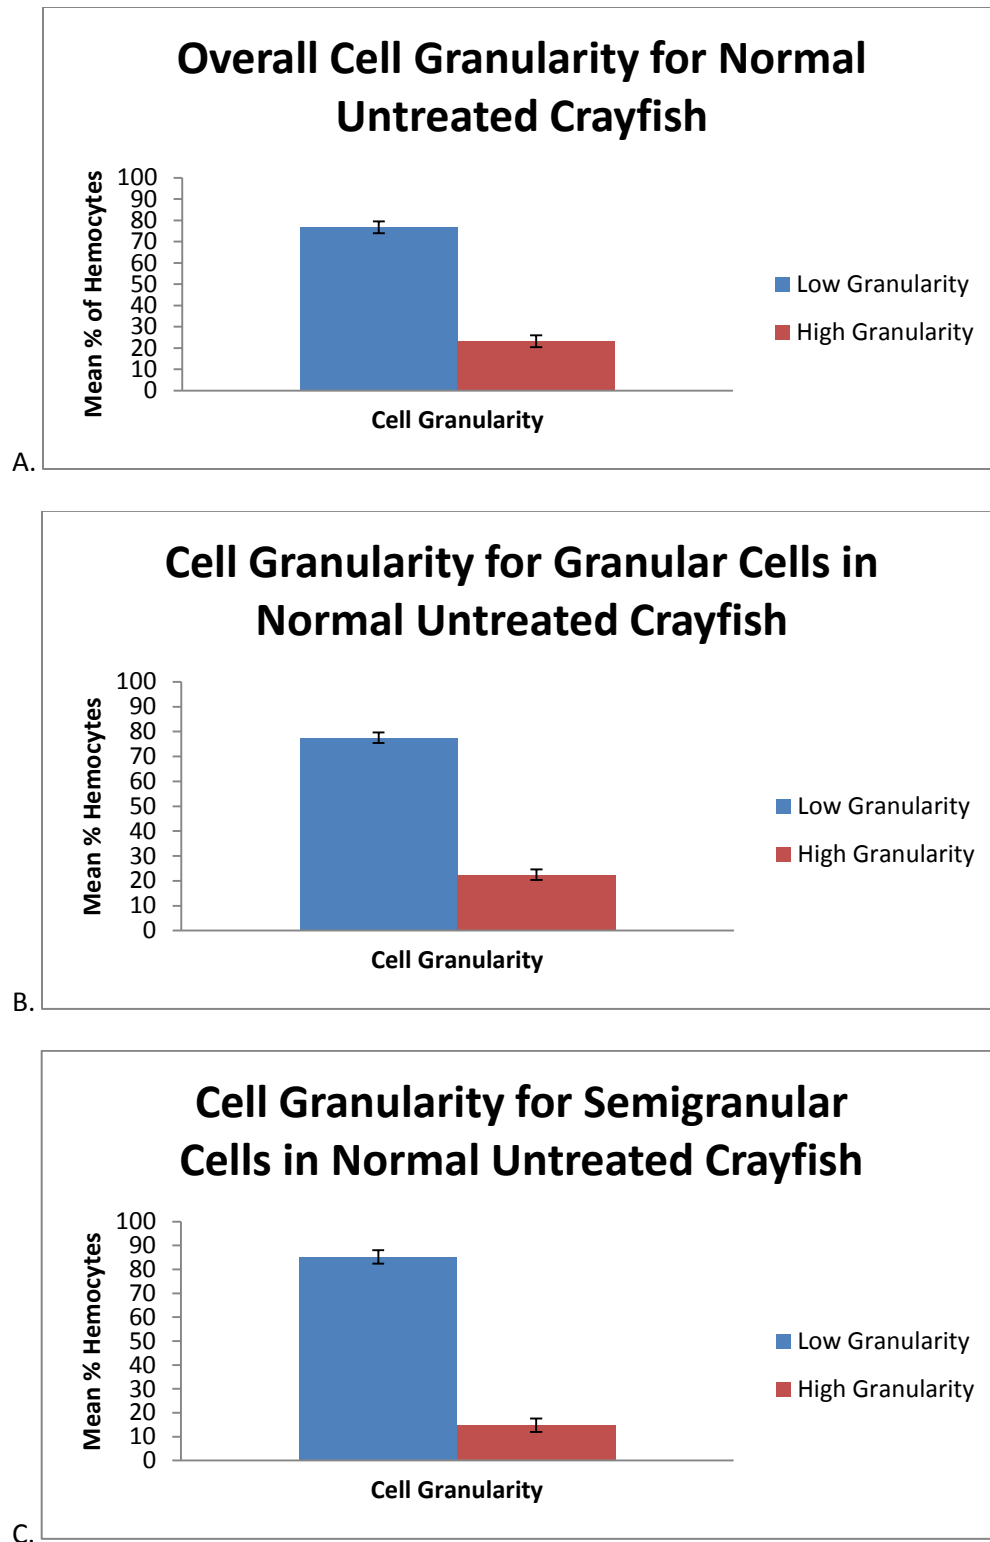 Overall Cell Granularity for Normal
Untreated Crayfish
Mean % of Hemocytes
100
90
80
70
60
50
40
30
20
10
0
Cell Granularity
Low Granularity
High Granularity
A.
Cell Granularity for Granular Cells in
Normal Untreated Crayfish
Mean % Hemocytes
100
90
80
70
60
50
40
30
20
10
0
Cell Granularity
Low Granularity
High Granularity
B.
Cell Granularity for Semigranular
Cells in Normal Untreated Crayfish
Mean % Hemocytes
100
90
80
70
60
50
40
30
20
10
0
Cell Granularity
Low Granularity
High Granularity
C.